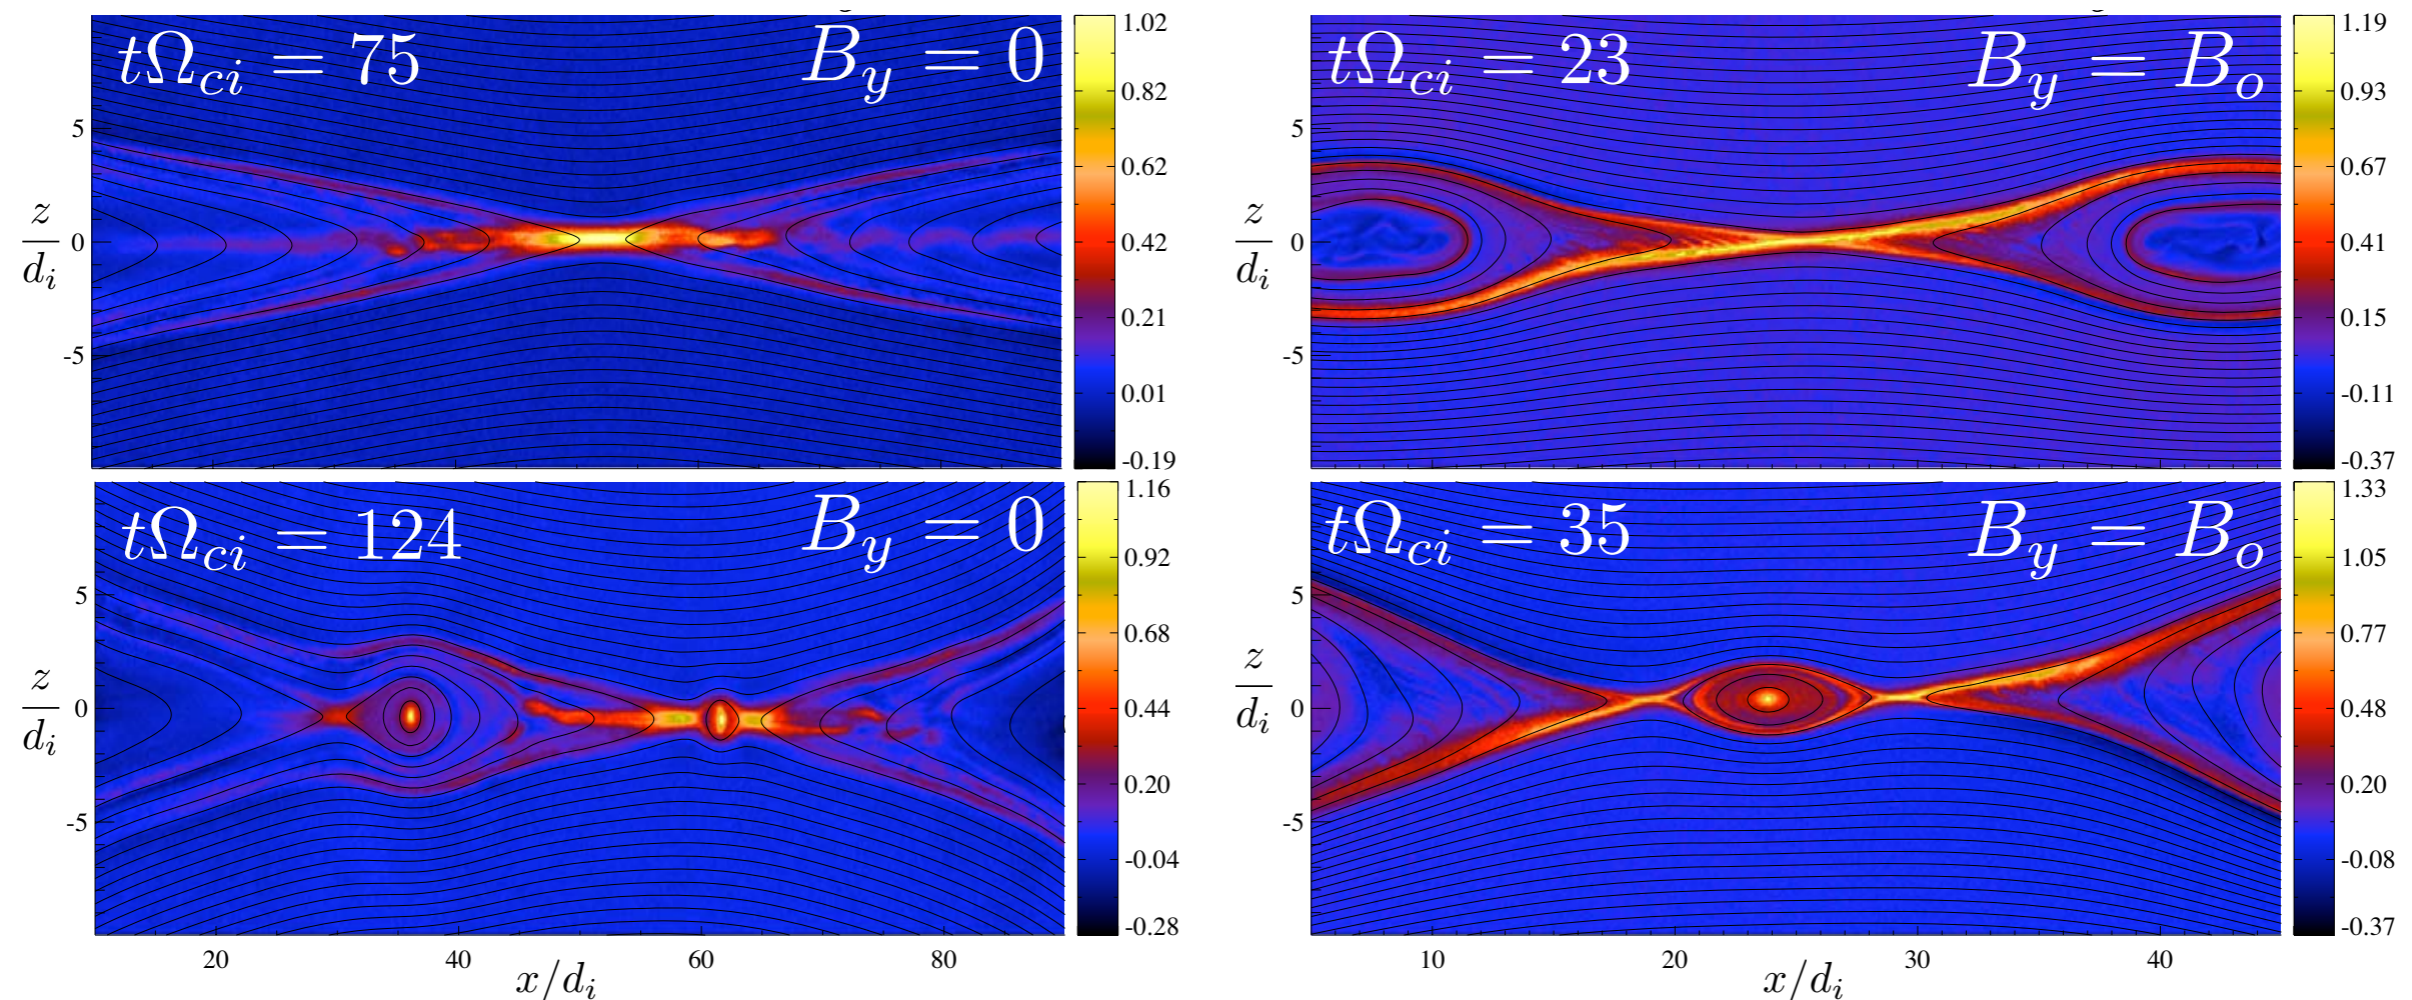 tΩci = 75
By = 0
1.02
0.82
0.62
0.42
0.21
0.01
-0.19
5
0
-5
z
di
tΩci = 23
By = Bo
1.19
0.93
0.67
0.41
0.15
-0.11
-0.37
5
0
-5
z
di
tΩci = 124
By = 0
1.16
0.92
0.68
0.44
0.20
-0.04
-0.28
5
0
-5
z
di
20 40 60 80
x/di
tΩci = 35
By = Bo
1.33
1.05
0.77
0.48
0.20
-0.08
-0.37
5
0
-5
z
di
10 20 30 40
x/di